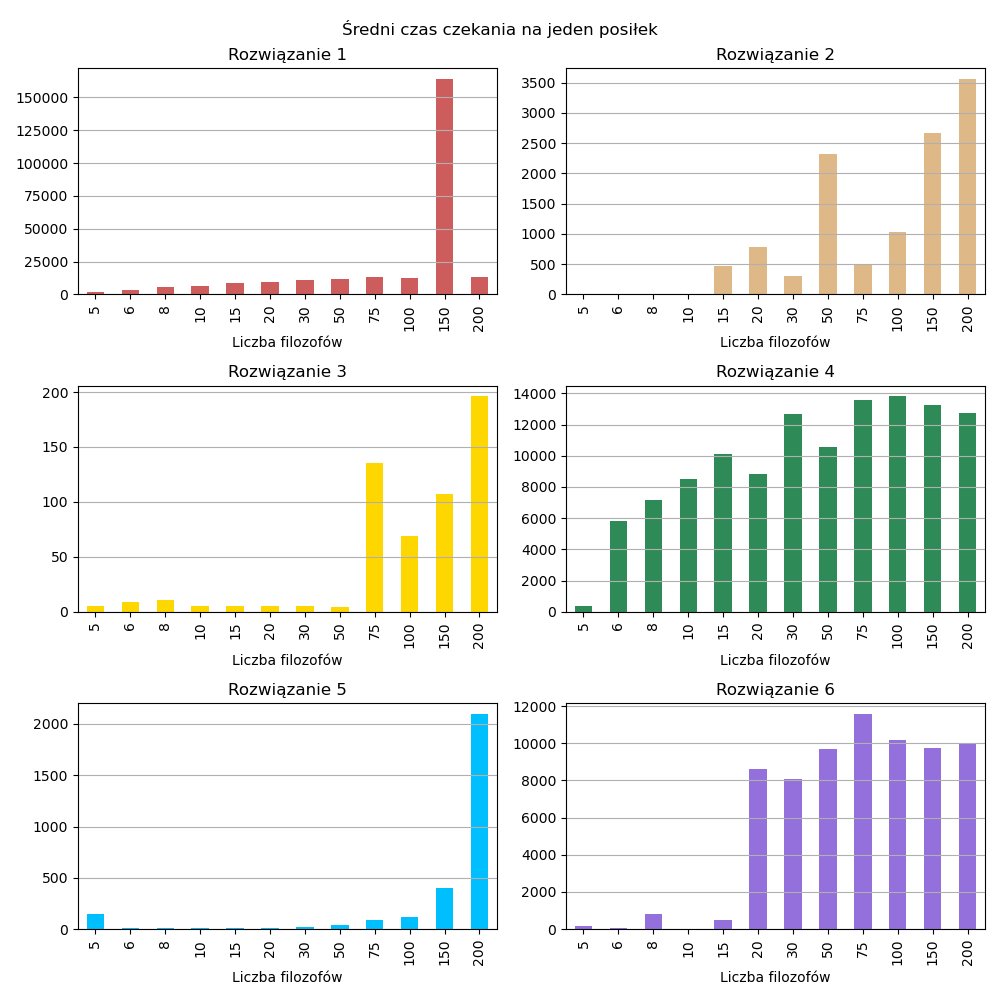 Średni czas czekania na jeden posiłek
Rozwiązanie 1
150000
125000
100000
75000
50000
25000
0
5 6 8 10 15 20 30 50 75 100 150 200
Liczba filozofów
Rozwiązanie 2
3500
3000
2500
2000
1500
1000
500
0
5 6 8 10 15 20 30 50 75 100 150 200
Liczba filozofów
Rozwiązanie 3
200
150
100
50
0
5 6 8 10 15 20 30 50 75 100 150 200
Liczba filozofów
Rozwiązanie 4
14000
12000
10000
8000
6000
4000
2000
0
5 6 8 10 15 20 30 50 75 100 150 200
Liczba filozofów
Rozwiązanie 5
2000
1500
1000
500
0
5 6 8 10 15 20 30 50 75 100 150 200
Liczba filozofów
Rozwiązanie 6
12000
10000
8000
6000
4000
2000
0
5 6 8 10 15 20 30 50 75 100 150 200
Liczba filozofów